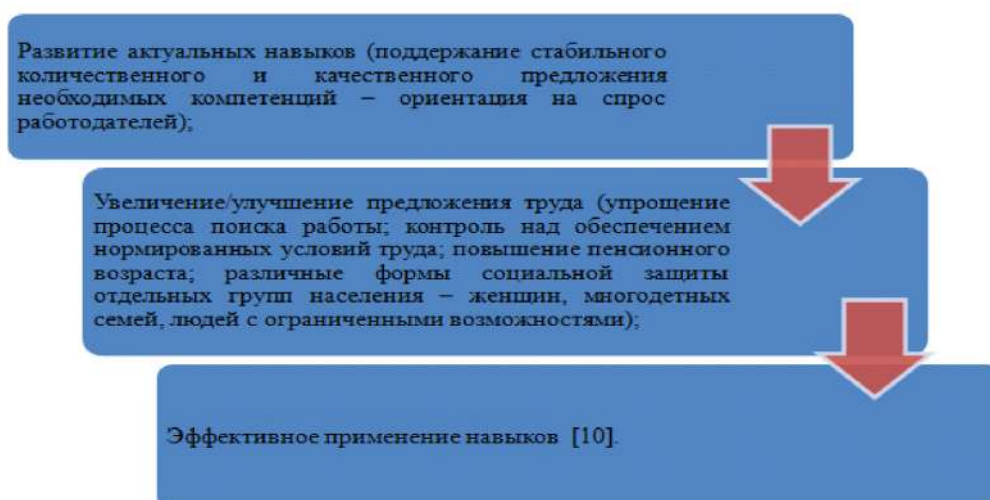 Развитие актуальных навыков (поддержание стабильного
количественного и качественного предложения
необходимых компетенций – ориентация на спрос
работодателей);
Увеличение/улучшение предложения труда (упрощение
процесса поиска работы; контроль над обеспечением
нормированных условий труда; повышение пенсионного
возраста; различные формы социальной защиты
отдельных групп населения – женщин, многодетных
семей, людей с ограниченными возможностями);
Эффективное применение навыков [10].